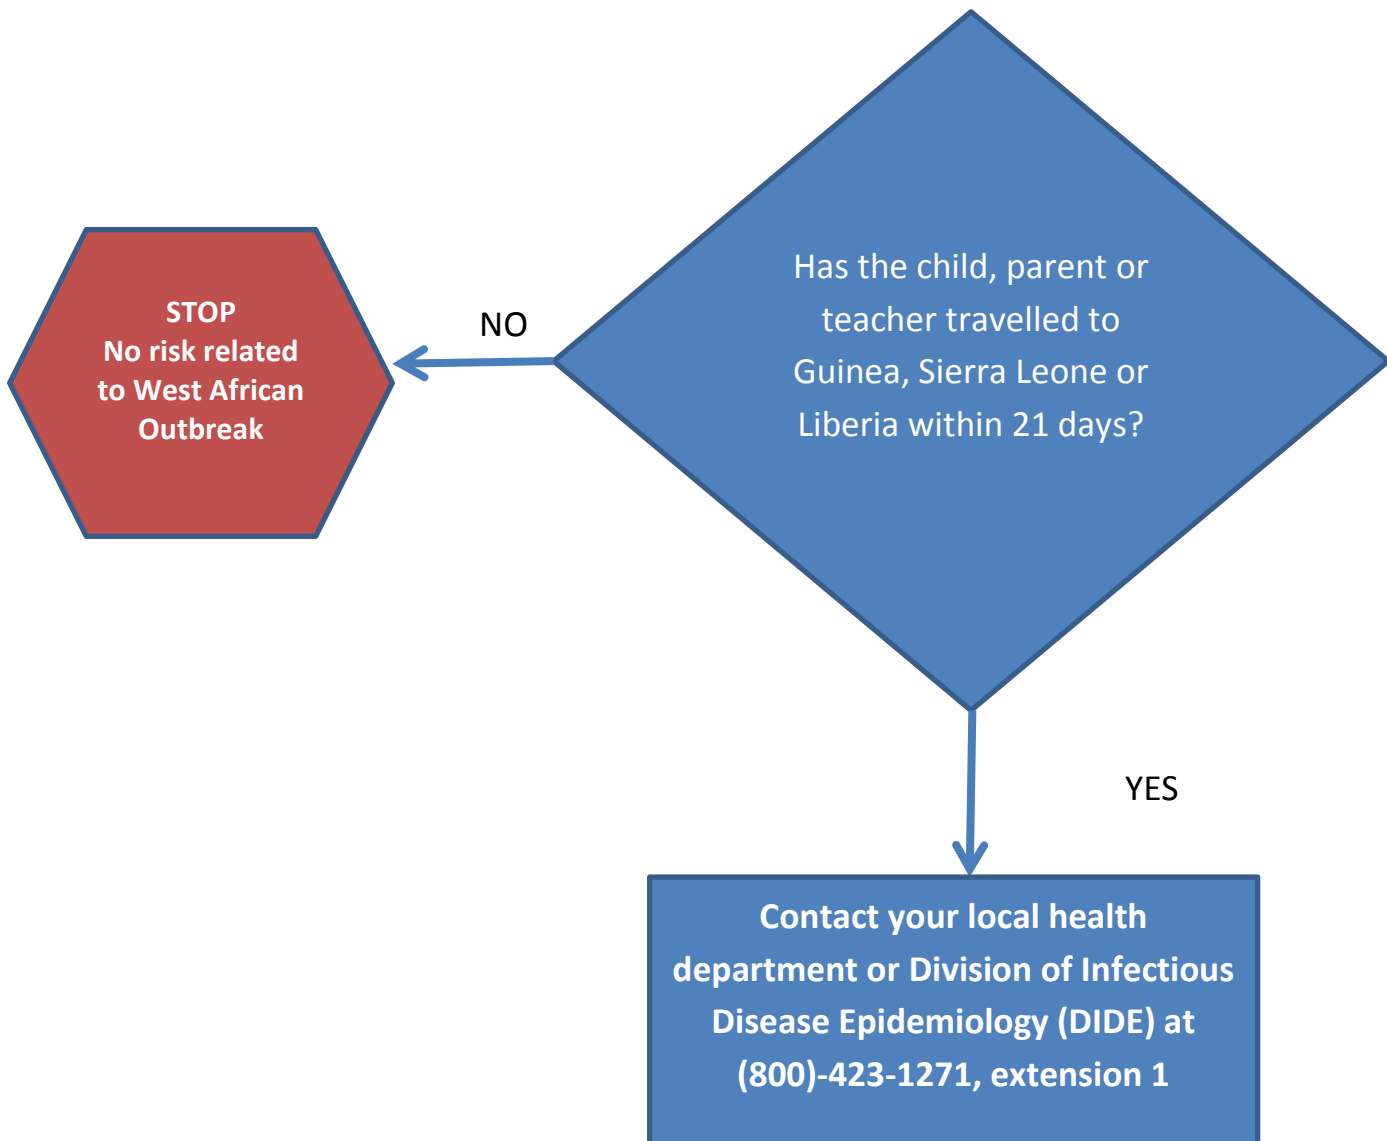 Has the child, parent or
teacher travelled to
Guinea, Sierra Leone or
Liberia within 21 days?
NO
STOP
No risk related
to West African
Outbreak
YES
Contact your local health
department or Division of Infectious
Disease Epidemiology (DIDE) at
(800)-423-1271, extension 1